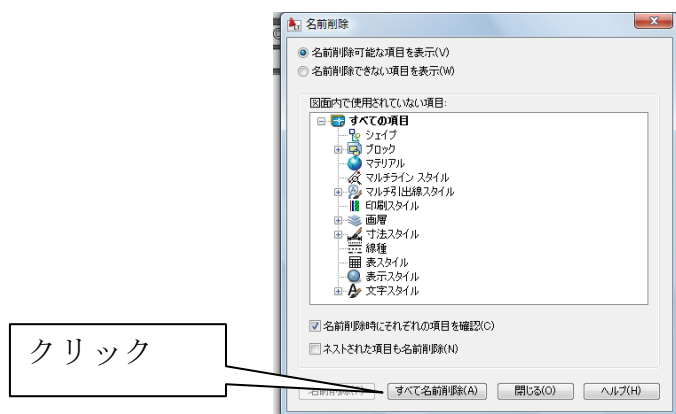 名前削除
名前削除可能な項目を表示(V)
名前削除できない項目を表示(W)
図面内で使用されていない項目:
すべての項目
シェイプ
ブロック
マテリアル
マルチライン スタイル
マルチ引出線スタイル
印刷スタイル
画層
寸法スタイル
線種
表スタイル
表示スタイル
文字スタイル
名前削除時にそれぞれの項目を確認(C)
ネストされた項目も名前削除(N)
クリック
すべて名前削除(A)
閉じる(O)
ヘルプ(H)